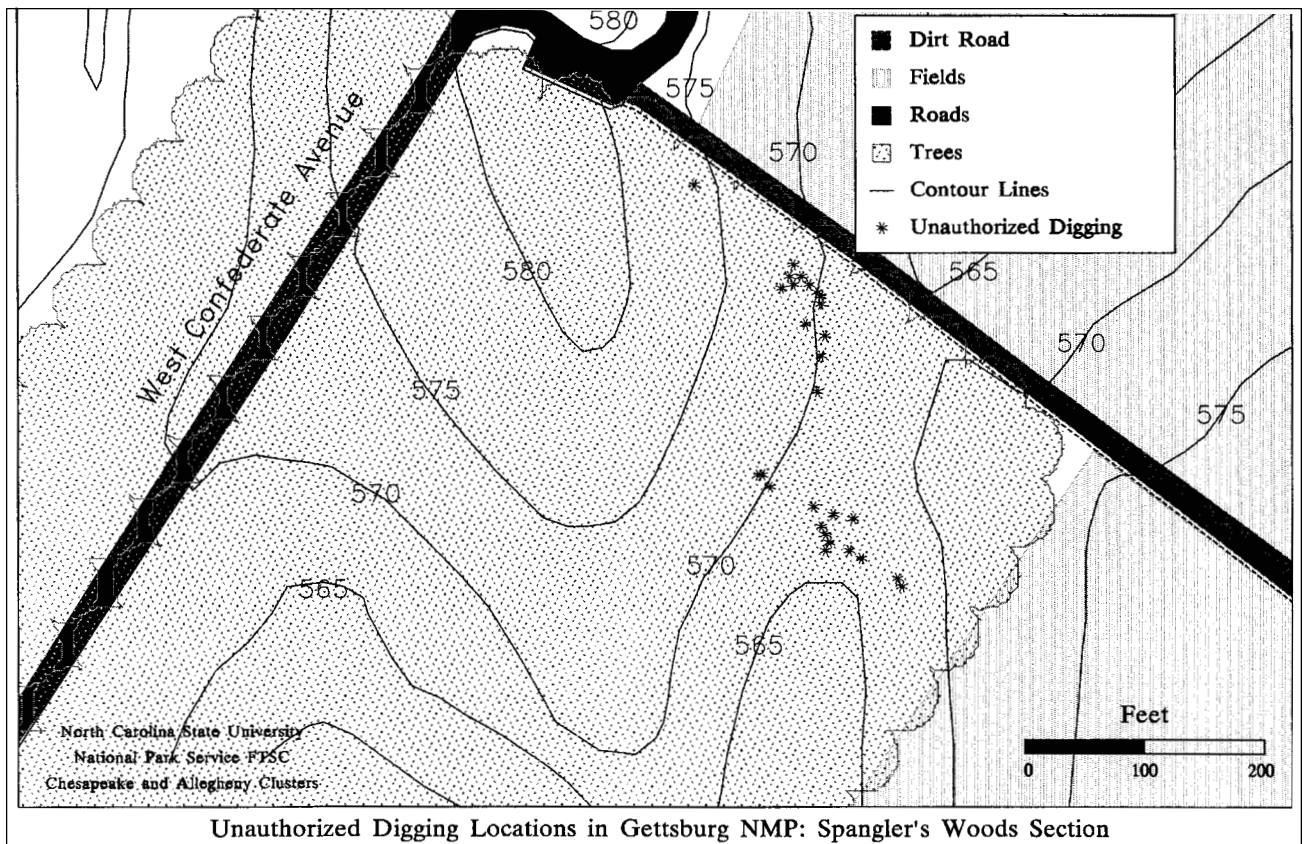 580
575
570
565
570
575
580
575
570
565
570
565
West Confederate Avenue
Dirt Road
Fields
Roads
Trees
Contour Lines
Unauthorized Digging
North Carolina State University
National Park Service FTSC
Chesapeake and Allegheny Clusters
Feet
0 100 200
Unauthorized Digging Locations in Gettsburg NMP: Spangler's Woods Section